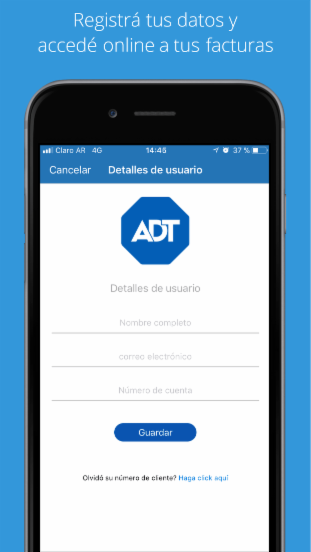 Registrá tus datos y
accedé online a tus facturas
Claro AR 4G 14:45 37 %
Cancelar Detalles de usuario
ADT
Detalles de usuario
Nombre completo
correo electrónico
Número de cuenta
Guardar
Olvidó su número de cliente? Haga click aquí